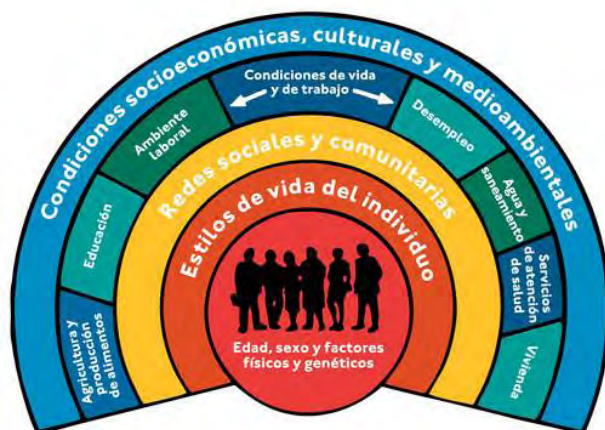 Condiciones socioeconómicas, culturales y medioambientales
Condiciones de vida
y de trabajo
Agricultura y
producción
de alimentos
Educación
Ambiente
laboral
Desempleo
Agua y
saneamiento
Servicios
de atención
de salud
Vivienda
Redes sociales y comunitarias
Estilos de vida del individuo
Edad, sexo y factores
físicos y genéticos